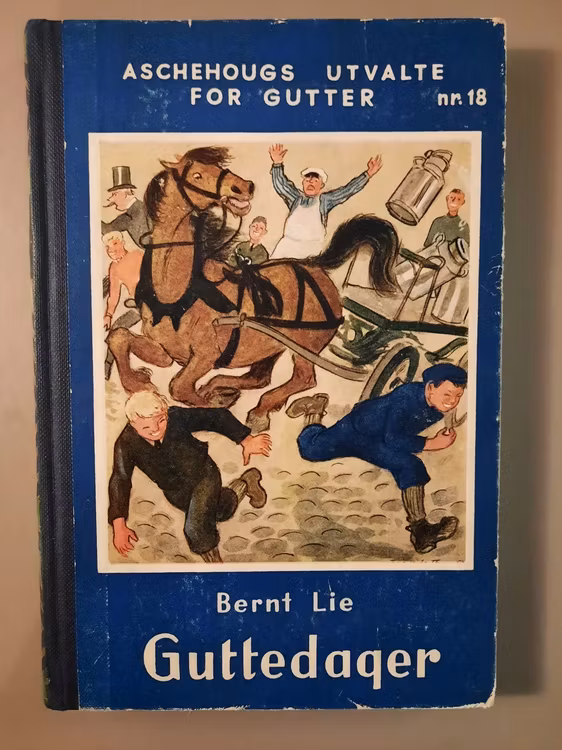 ASCHEHOUGS UTVALTE
FOR GUTTER nr. 18
Bernt Lie
Guttedager